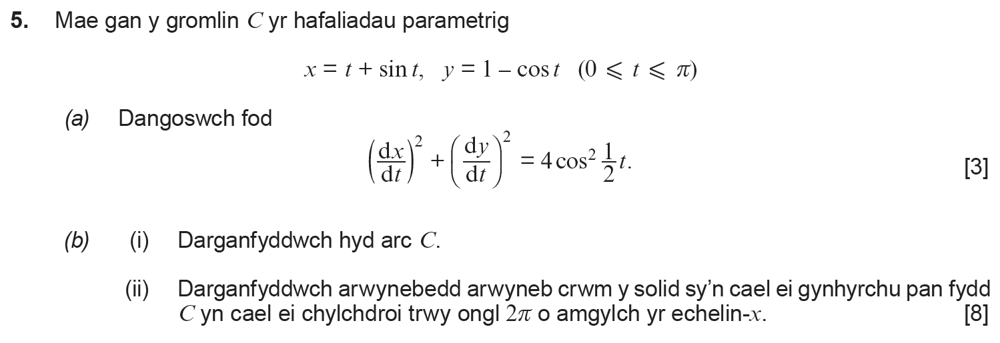 5. Mae gan y gromlin C yr hafaliadau parametrig
x = t + sin t, y = 1 – cos t (0 ⩽ t ⩽ π)
(a) Dangoswch fod
(dx/dt)² + (dy/dt)² = 4 cos² ½ t. [3]
(b) (i) Darganfyddwch hyd arc C.
(ii) Darganfyddwch arwynebedd arwyneb crwm y solid sy'n cael ei gynhyrchu pan fydd
C yn cael ei chylchdroi trwy ongl 2π o amgylch yr echelin-x. [8]